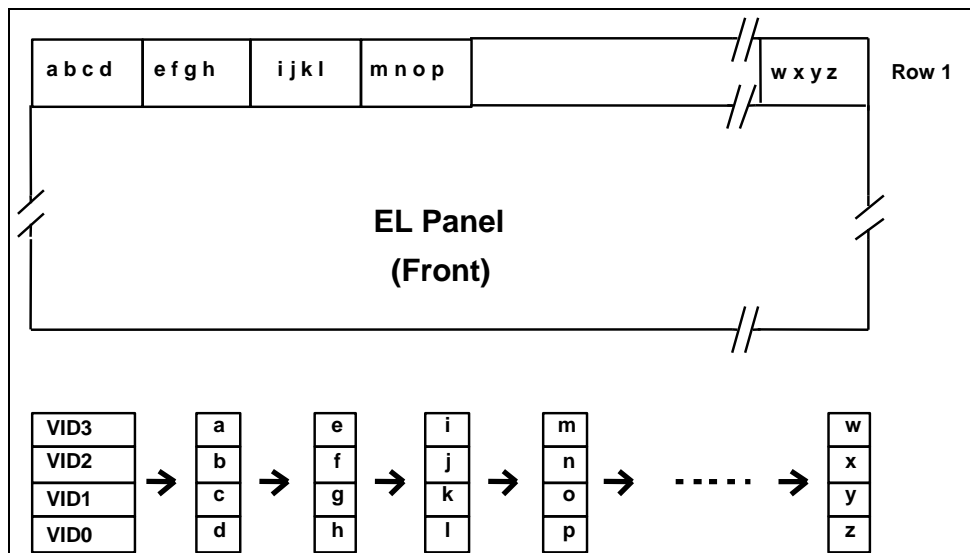 a b c d e f g h i j k l m n o p w x y z Row 1
EL Panel
(Front)
VID3 a e i m w
VID2 b f j n x
VID1 c g k o y
VID0 d h l p z